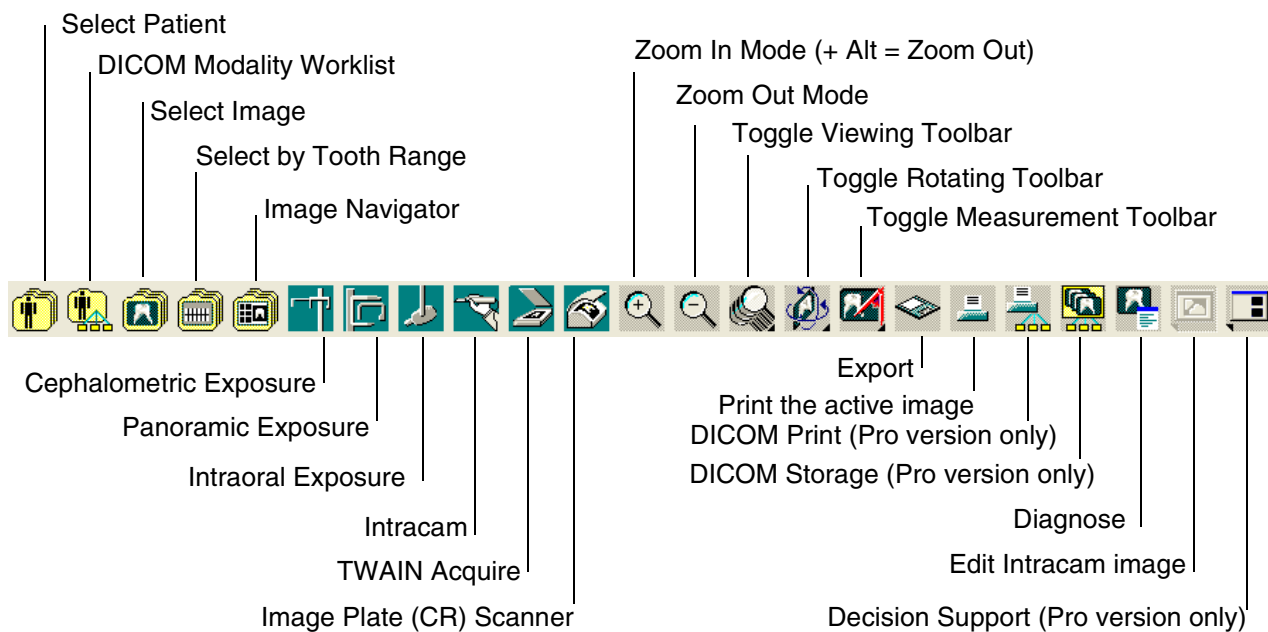 Select Patient
DICOM Modality Worklist
Select Image
Select by Tooth Range
Image Navigator
Zoom In Mode (+ Alt = Zoom Out)
Zoom Out Mode
Toggle Viewing Toolbar
Toggle Rotating Toolbar
Toggle Measurement Toolbar
Cephalometric Exposure
Panoramic Exposure
Intraoral Exposure
Intracam
TWAIN Acquire
Image Plate (CR) Scanner
Export
Print the active image
DICOM Print (Pro version only)
DICOM Storage (Pro version only)
Diagnose
Edit Intracam image
Decision Support (Pro version only)